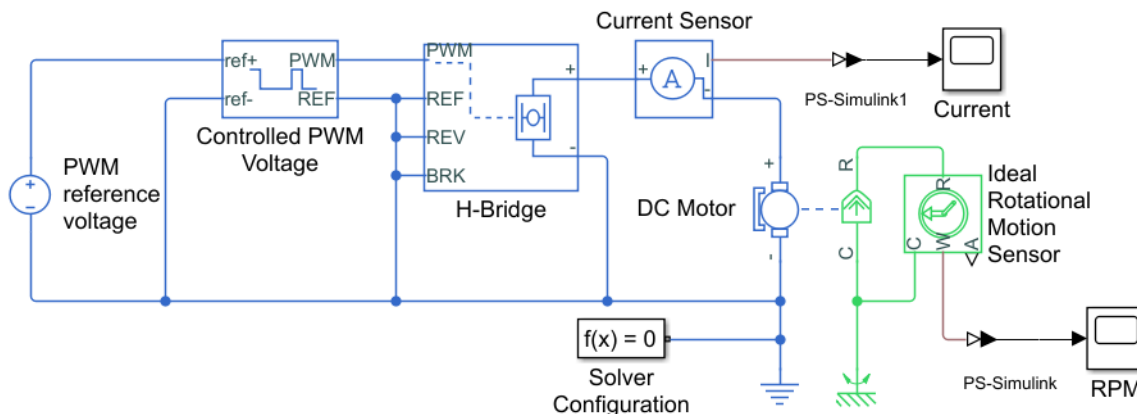 Current Sensor
ref+
PWM
ref-
REF
Controlled PWM
Voltage
PWM
REF
REV
BRK
+
-
H-Bridge
+
A
I
-
PS-Simulink1
Current
PWM
reference
voltage
+
-
DC Motor
+
-
R
C
R
C
W
A
Ideal
Rotational
Motion
Sensor
f(x) = 0
Solver
Configuration
PS-Simulink
RPM